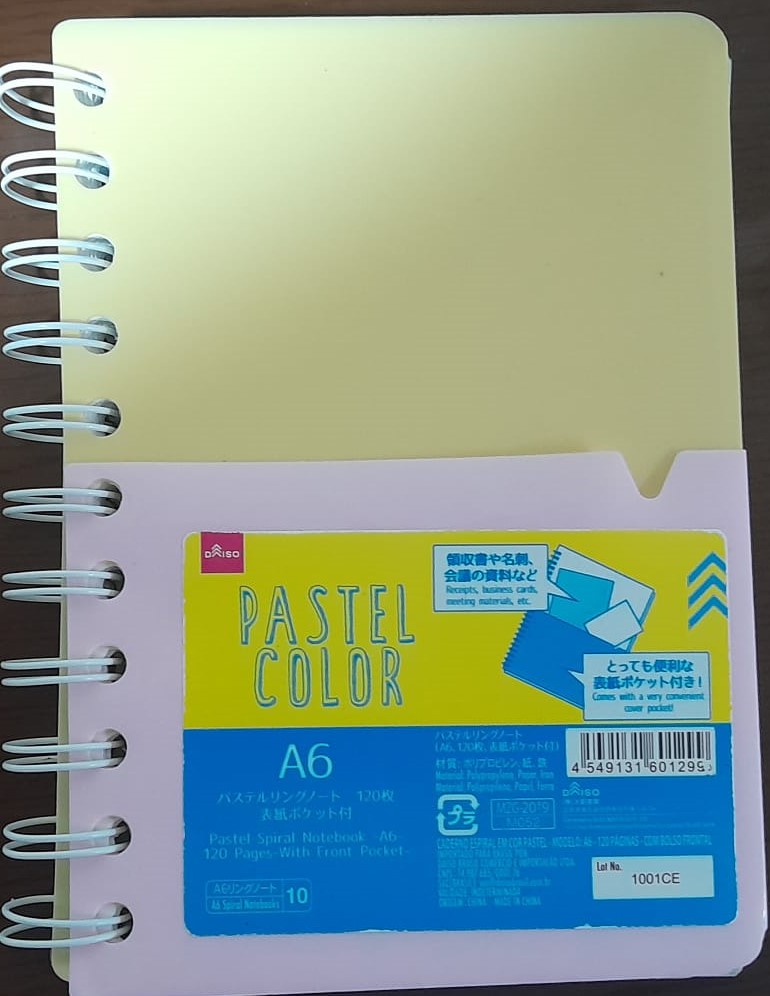 DAISO
PASTEL
COLOR
領収書や名刺、
会議の資料など
Receipts, business cards,
meeting materials, etc.
とっても便利な
表紙ポケット付き!
Comes with a very convenient
cover pocket!
A6
パステルリングノート 120枚
表紙ポケット付
Pastel Spiral Notebook -A6-
120 Pages-With Front Pocket-
A6リングノート
A6 Spiral Notebooks
10
パステルリングノート
(A6、120枚、表紙ポケット付)
材質:ポリプロピレン、紙、鉄
Material: Polypropylene, Paper, Iron
4 549131 601299
プラ
DAISO
CADERNO ESPIRAL EM COR PASTEL - MODELO: A6 - 120 PÁGINAS - COM BOLSO FRONTAL
ORIGEM: CHINA MADE IN CHINA
Lot No.
1001CE